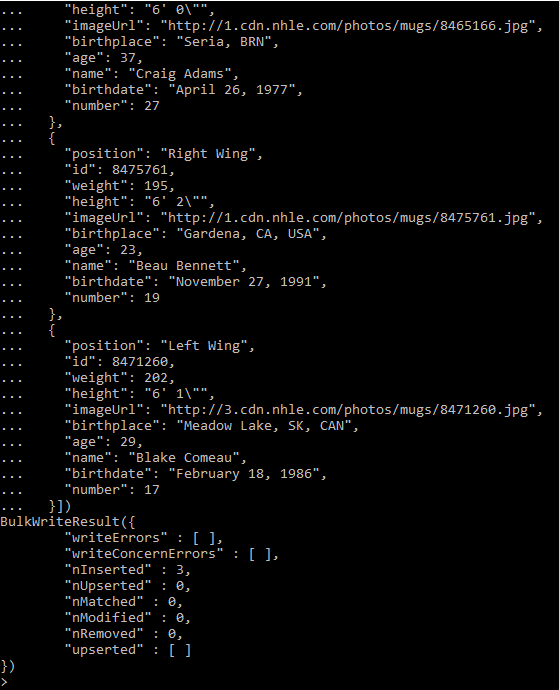 ...     "height": "6' 0\"",
...     "imageUrl": "http://1.cdn.nhle.com/photos/mugs/8465166.jpg",
...     "birthplace": "Seria, BRN",
...     "age": 37,
...     "name": "Craig Adams",
...     "birthdate": "April 26, 1977",
...     "number": 27
...   },
...   {
...     "position": "Right Wing",
...     "id": 8475761,
...     "weight": 195,
...     "height": "6' 2\"",
...     "imageUrl": "http://1.cdn.nhle.com/photos/mugs/8475761.jpg",
...     "birthplace": "Gardena, CA, USA",
...     "age": 23,
...     "name": "Beau Bennett",
...     "birthdate": "November 27, 1991",
...     "number": 19
...   },
...   {
...     "position": "Left Wing",
...     "id": 8471260,
...     "weight": 202,
...     "height": "6' 1\"",
...     "imageUrl": "http://3.cdn.nhle.com/photos/mugs/8471260.jpg",
...     "birthplace": "Meadow Lake, SK, CAN",
...     "age": 29,
...     "name": "Blake Comeau",
...     "birthdate": "February 18, 1986",
...     "number": 17
...   }])
BulkWriteResult({
        "writeErrors" : [ ],
        "writeConcernErrors" : [ ],
        "nInserted" : 3,
        "nUpserted" : 0,
        "nMatched" : 0,
        "nModified" : 0,
        "nRemoved" : 0,
        "upserted" : [ ]
})
>